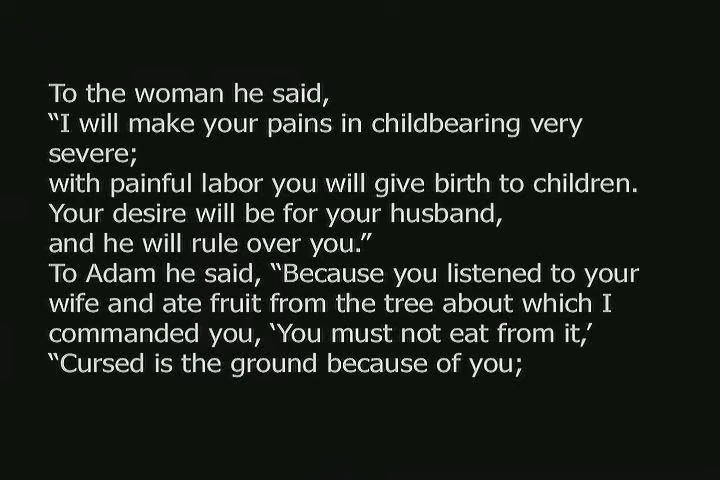 To the woman he said,
“I will make your pains in childbearing very
severe;
with painful labor you will give birth to children.
Your desire will be for your husband,
and he will rule over you.”
To Adam he said, “Because you listened to your
wife and ate fruit from the tree about which I
commanded you, ‘You must not eat from it,’
“Cursed is the ground because of you;